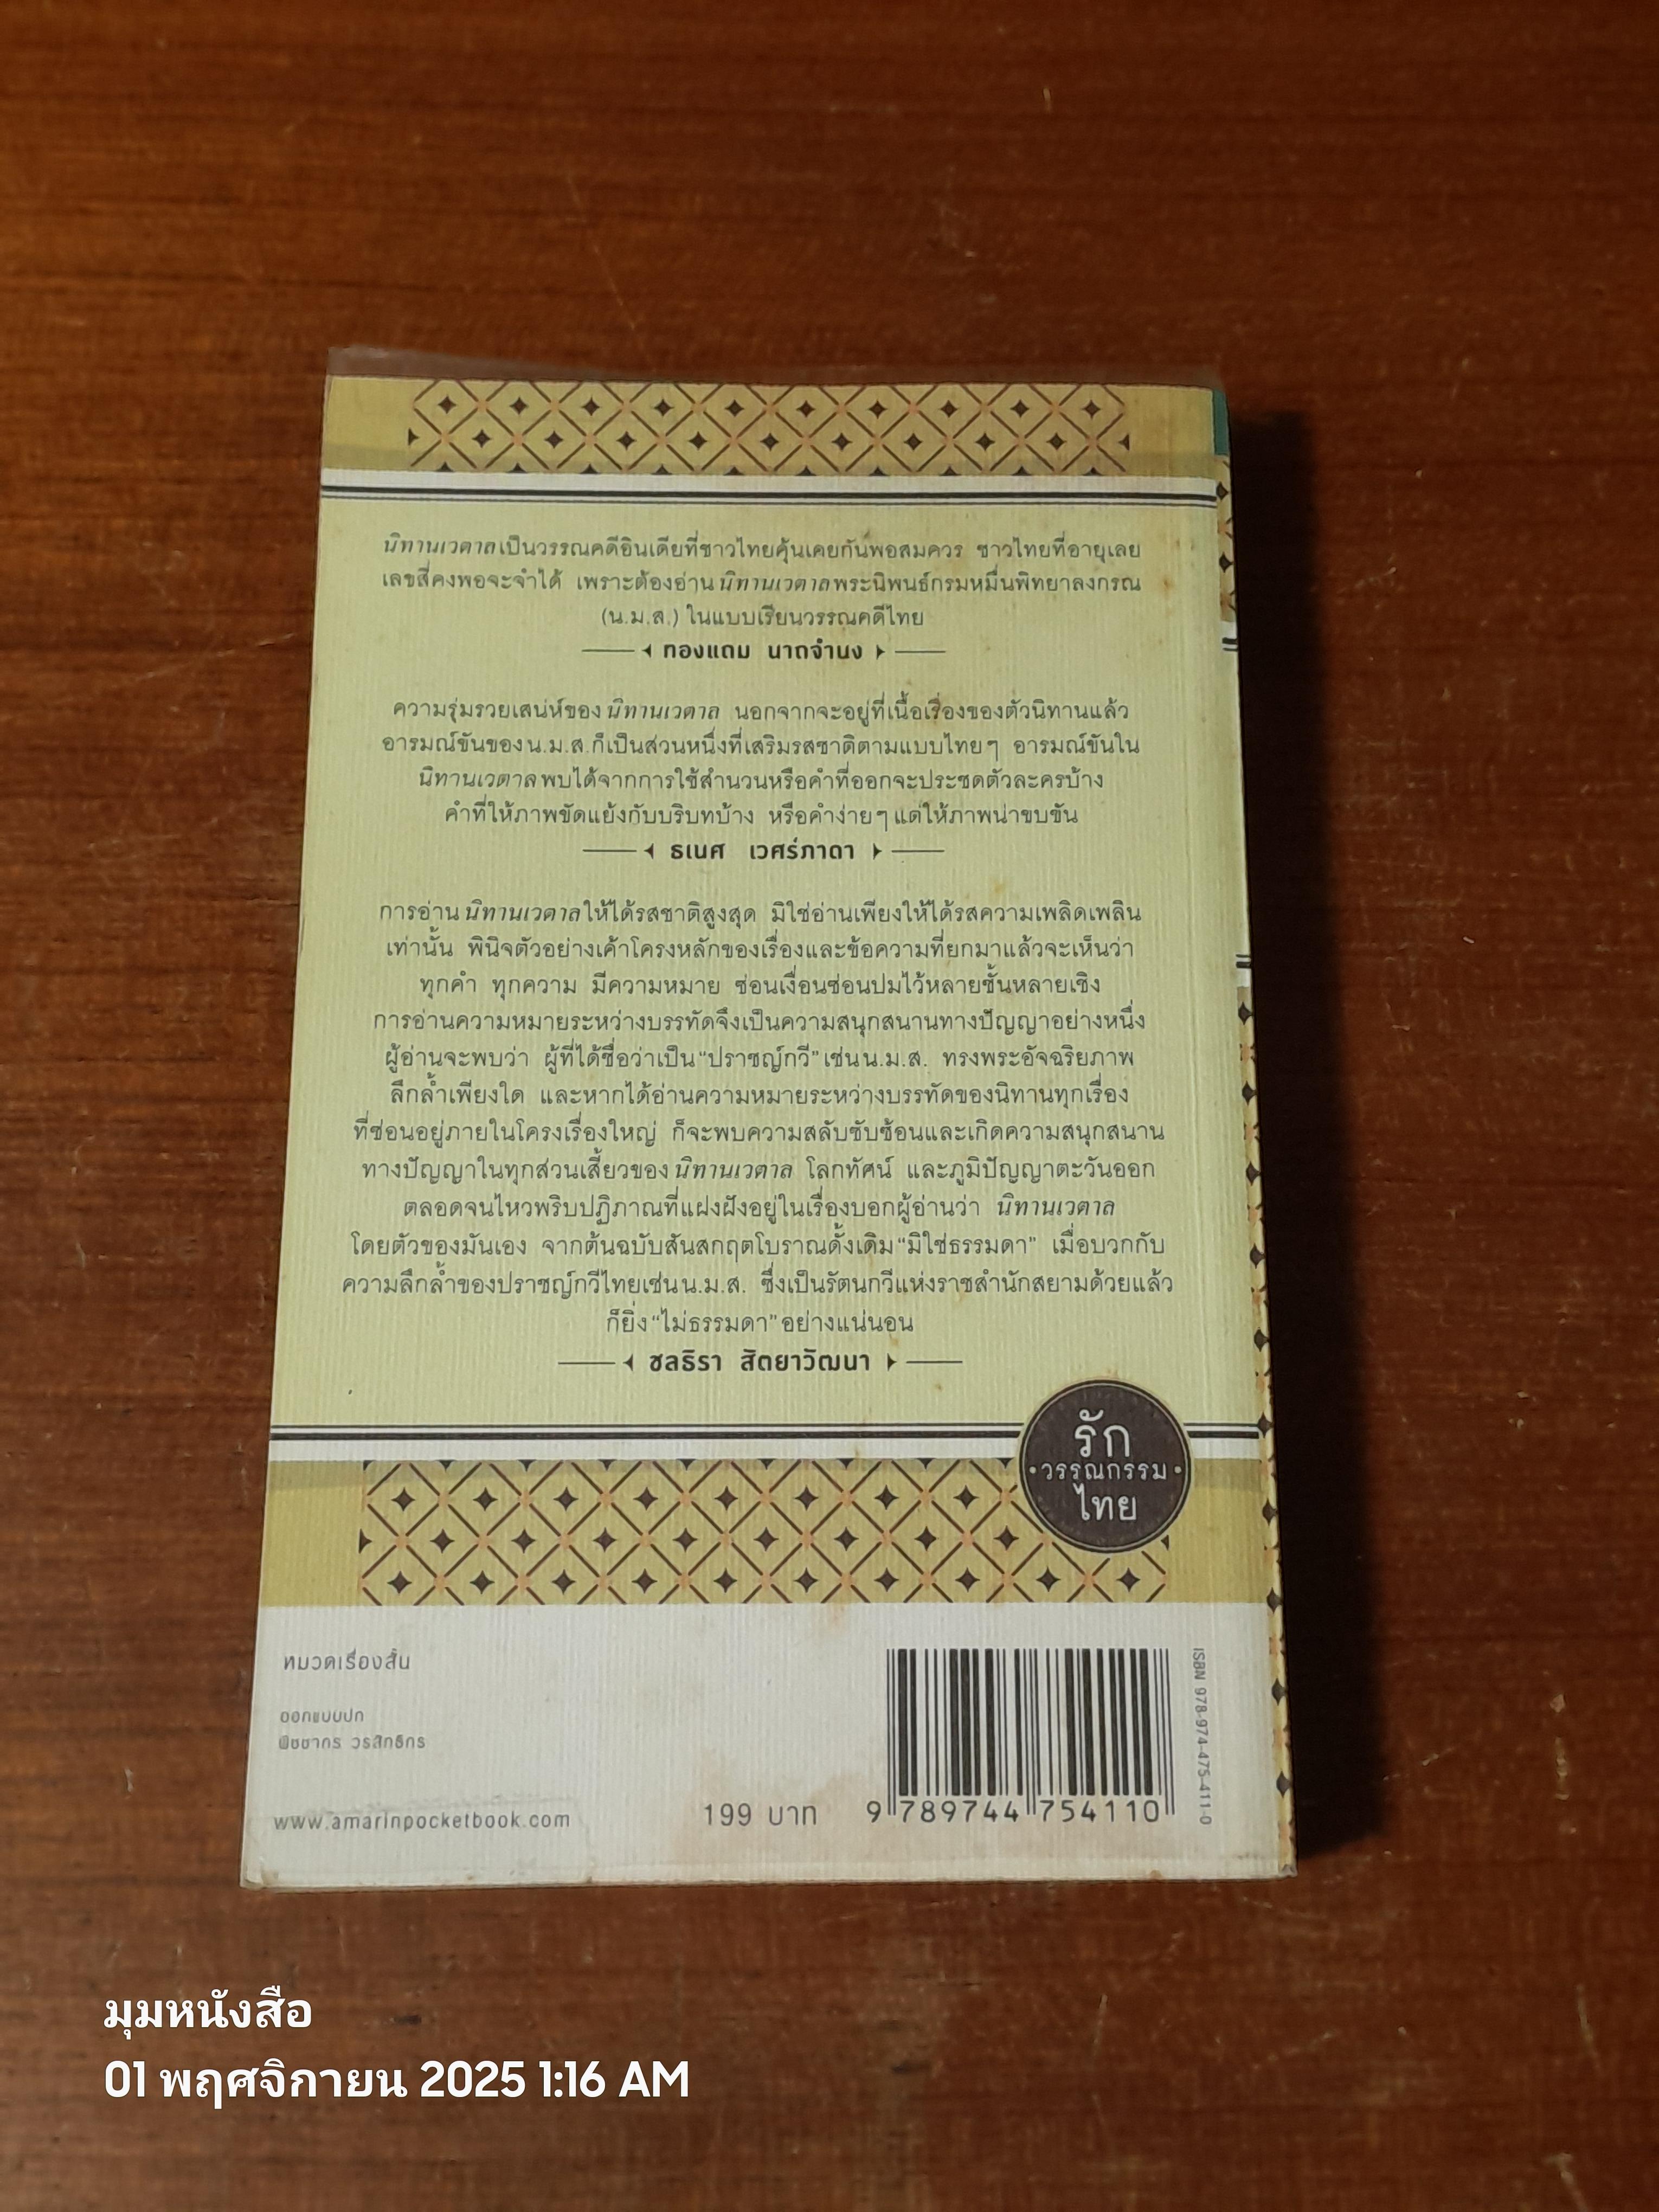 นิทานเวตาลเป็นวรรณคดีอินเดียที่ชาวไทยคุ้นเคยกันพอสมควร ชาวไทยที่อายุเลย
เลขสี่คงพอจะจำได้ เพราะต้องอ่านนิทานเวตาลพระนิพนธ์กรมหมื่นพิทยาลงกรณ
(น.ม.ส.) ในแบบเรียนวรรณคดีไทย
ทองแถม นาถจำนง
ความรุ่มรวยเสน่ห์ของนิทานเวตาล นอกจากจะอยู่ที่เนื้อเรื่องของตัวนิทานแล้ว
อารมณ์ขันของ น.ม.ส. ก็เป็นส่วนหนึ่งที่เสริมรสชาติตามแบบไทยๆ อารมณ์ขันใน
นิทานเวตาลพบได้จากการใช้สำนวนหรือคำที่ออกจะประชดตัวละครบ้าง
คำที่ให้ภาพขัดแย้งกับบริบทบ้าง หรือคำง่ายๆ แต่ให้ภาพน่าขบขัน
ธเนศ เวศร์ภาดา
การอ่านนิทานเวตาลให้ได้รสชาติสูงสุด มิใช่อ่านเพียงให้ได้รสความเพลิดเพลิน
เท่านั้น พินิจตัวอย่างเค้าโครงหลักของเรื่องและข้อความที่ยกมาแล้วจะเห็นว่า
ทุกคำ ทุกความ มีความหมาย ซ่อนเงื่อนซ่อนปมไว้หลายชั้นหลายเชิง
การอ่านความหมายระหว่างบรรทัดจึงเป็นความสนุกสนานทางปัญญาอย่างหนึ่ง
ผู้อ่านจะพบว่า ผู้ที่ได้ชื่อว่าเป็น “ปราชญ์กวี” เช่น น.ม.ส. ทรงพระอัจฉริยภาพ
ลึกล้ำเพียงใด และหากได้อ่านความหมายระหว่างบรรทัดของนิทานทุกเรื่อง
ที่ซ่อนอยู่ภายในโครงเรื่องใหญ่ ก็จะพบความสลับซับซ้อนและเกิดความสนุกสนาน
ทางปัญญาในทุกส่วนเสี้ยวของนิทานเวตาล โลกทัศน์ และภูมิปัญญาตะวันออก
ตลอดจนไหวพริบปฏิภาณที่แฝงฝังอยู่ในเรื่องบอกผู้อ่านว่า นิทานเวตาล
โดยตัวของมันเอง จากต้นฉบับสันสกฤตโบราณดั้งเดิม “มิใช่ธรรมดา” เมื่อบวกกับ
ความลึกล้ำของปราชญ์กวีไทยเช่น น.ม.ส. ซึ่งเป็นรัตนกวีแห่งราชสำนักสยามด้วยแล้ว
ก็ยิ่ง “ไม่ธรรมดา” อย่างแน่นอน
ชลธิรา สัตยาวัฒนา
รัก
วรรณกรรม
ไทย
หมวดเรื่องสั้น
ออกแบบปก
พิชชากร วรสิทธิกร
www.amarinpocketbook.com
199 บาท
9 789744 754110
ISBN 978-974-475-411-0
มุมหนังสือ
01 พฤศจิกายน 2025 1:16 AM